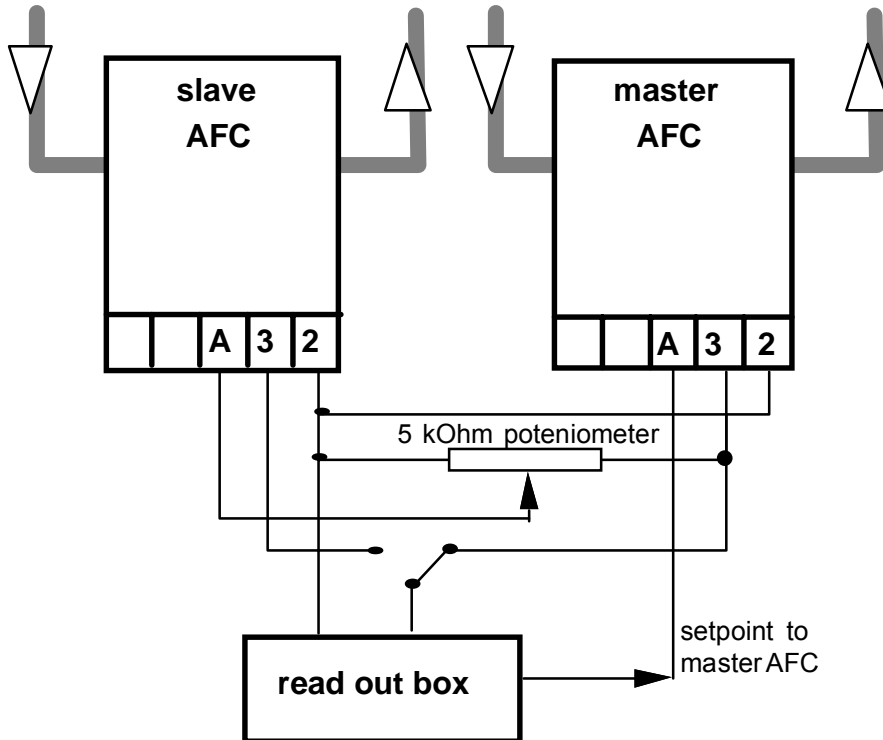 slave
AFC
master
AFC
A 3 2
A 3 2
5 kOhm poteniometer
setpoint to
master AFC
read out box